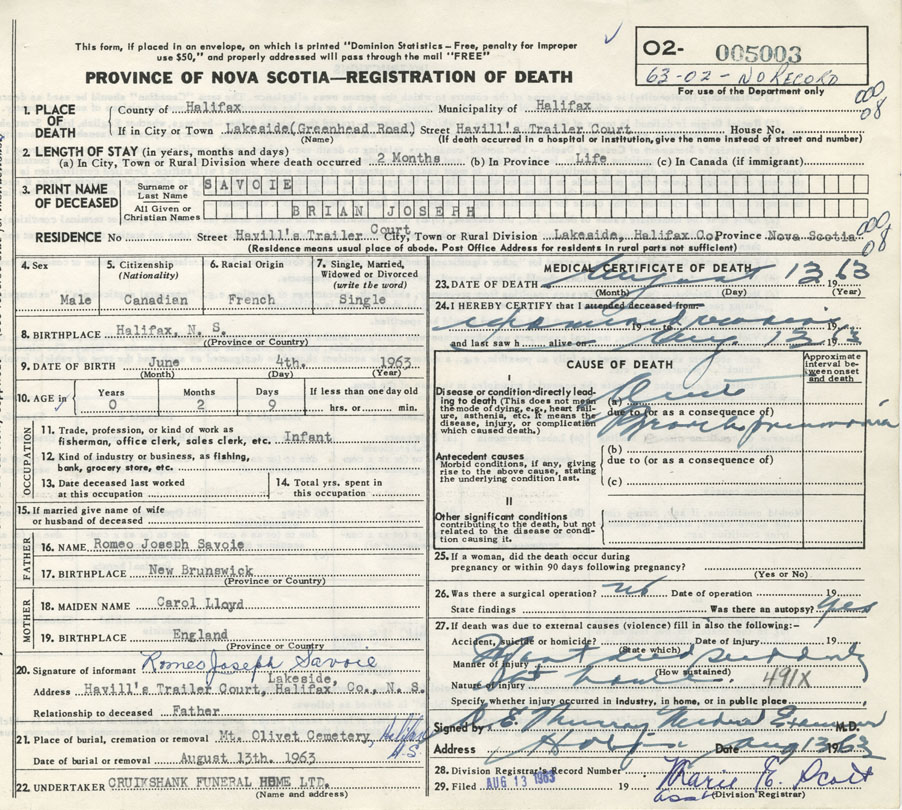 This form, if placed in an envelope, on which is printed "Dominion Statistics – Free, penalty for improper
use $50," and properly addressed will pass through the mail "FREE"
PROVINCE OF NOVA SCOTIA—REGISTRATION OF DEATH
02- 005003
63-02 - NO RECORD
For use of the Department only
000
08
1. PLACE OF DEATH
County of Halifax Municipality of Halifax
If in City or Town Lakeside(Greenhead Road) Street Havill's Trailer Court House No.
(Name) (If death occurred in a hospital or institution, give the name instead of street and number)
2. LENGTH OF STAY (in years, months and days)
(a) In City, Town or Rural Division where death occurred 2 Months (b) In Province Life (c) In Canada (if immigrant)
3. PRINT NAME OF DECEASED
Surname or Last Name SAVOIE
All Given or Christian Names BRIAN JOSEPH
RESIDENCE No Street Havill's Trailer Court City, Town or Rural Division Lakeside, Halifax Co Province Nova Scotia
(Residence means usual place of abode. Post Office Address for residents in rural parts not sufficient)
000
08
4. Sex Male
5. Citizenship (Nationality) Canadian
6. Racial Origin French
7. Single, Married, Widowed or Divorced (write the word) Single
8. BIRTHPLACE Halifax, N. S.
(Province or Country)
9. DATE OF BIRTH June 4th. 1963
(Month) (Day) (Year)
10. AGE in
Years 0
Months 2
Days 9
If less than one day old
hrs. or min.
OCCUPATION
11. Trade, profession, or kind of work as
fisherman, office clerk, sales clerk, etc. Infant
12. Kind of industry or business, as fishing,
bank, grocery store, etc.
13. Date deceased last worked
at this occupation
14. Total yrs. spent in
this occupation
15. If married give name of wife
or husband of deceased
FATHER
16. NAME Romeo Joseph Savoie
17. BIRTHPLACE New Brunswick
(Province or Country)
MOTHER
18. MAIDEN NAME Carol Lloyd
19. BIRTHPLACE England
(Province or Country)
20. Signature of informant Romeo Joseph Savoie
Lakeside,
Address Havill's Trailer Court, Halifax Co., N. S.
Relationship to deceased Father
21. Place of burial, cremation or removal Mt. Olivet Cemetery, Halifax N.S.
Date of burial or removal August 13th. 1963
22. UNDERTAKER CRUIKSHANK FUNERAL HOME LTD.
(Name and address)
MEDICAL CERTIFICATE OF DEATH
23. DATE OF DEATH August 13 1963
(Month) (Day) (Year)
24. I HEREBY CERTIFY that I attended deceased from:
19 to 19
and last saw h alive on Aug 13 1963
CAUSE OF DEATH
Approximate interval between onset and death
I
Disease or condition directly leading to death (This does not mean the mode of dying, e.g., heart failure, asthenia, etc. It means the disease, injury, or complication which caused death.)
(a) Acute
due to (or as a consequence of)
Bronchopneumonia
Antecedent causes
Morbid conditions, if any, giving rise to the above cause, stating the underlying condition last.
(b)
due to (or as a consequence of)
(c)
II
Other significant conditions
contributing to the death, but not related to the disease or condition causing it.
25. If a woman, did the death occur during
pregnancy or within 90 days following pregnancy?
(Yes or No)
26. Was there a surgical operation? no Date of operation 19
State findings Was there an autopsy? yes
27. If death was due to external causes (violence) fill in also the following:—
Accident, suicide or homicide? Date of injury 19
(State which)
Manner of injury died suddenly
(How sustained)
Nature of injury at home. 491X
Specify whether injury occurred in industry, in home, or in public place
Signed by Murray Medical Examiner M.D.
Address Halifax Date Aug 13 1963
28. Division Registrar's Record Number
29. Filed AUG 13 1963 19 Marie E. Scott
(Division Registrar)